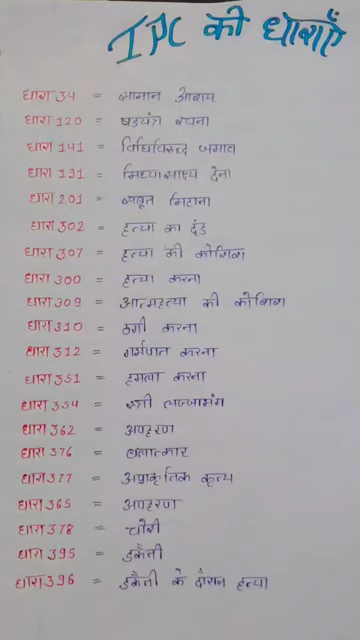 IPC की धाराएँ
धारा 34 = सामान आशय
धारा 120 = षडयंत्र रचना
धारा 141 = विधिविरुद्ध जमाव
धारा 191 = मिथ्यासाक्ष्य देना
धारा 201 = सबूत मिटाना
धारा 302 = हत्या का दंड
धारा 307 = हत्या की कोशिश
धारा 300 = हत्या करना
धारा 309 = आत्महत्या की कोशिश
धारा 310 = ठगी करना
धारा 312 = गर्भपात करना
धारा 351 = हमला करना
धारा 354 = स्त्री लज्जाभंग
धारा 362 = अपहरण
धारा 376 = बलात्कार
धारा 377 = अप्राकृतिक कृत्य
धारा 365 = अपहरण
धारा 378 = चोरी
धारा 395 = डकैती
धारा 396 = डकैती के दौरान हत्या